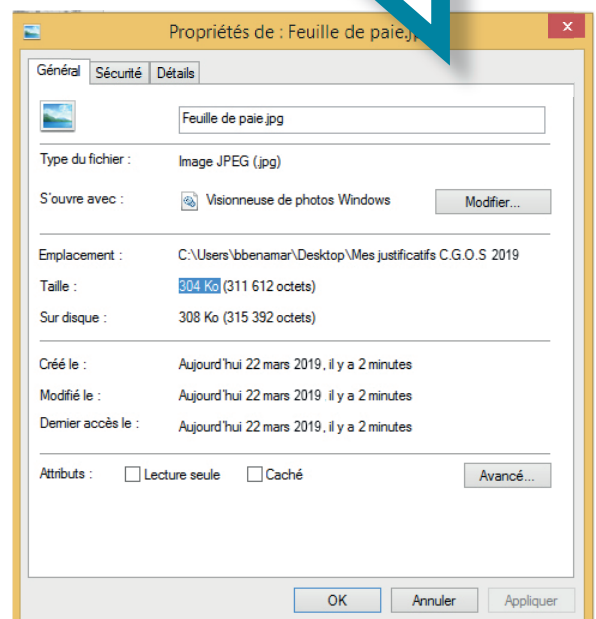 Propriétés de : Feuille de paie.jp
Général Sécurité Détails
Feuille de paie.jpg
Type du fichier : Image JPEG (.jpg)
S'ouvre avec : Visionneuse de photos Windows Modifier...
Emplacement : C:\Users\bbenamar\Desktop\Mes justificatifs C.G.O.S 2019
Taille : 304 Ko (311 612 octets)
Sur disque : 308 Ko (315 392 octets)
Créé le : Aujourd'hui 22 mars 2019, il y a 2 minutes
Modifié le : Aujourd'hui 22 mars 2019 il y a 2 minutes
Dernier accès le : Aujourd'hui 22 mars 2019, il y a 2 minutes
Attributs : Lecture seule Caché Avancé...
OK Annuler Appliquer